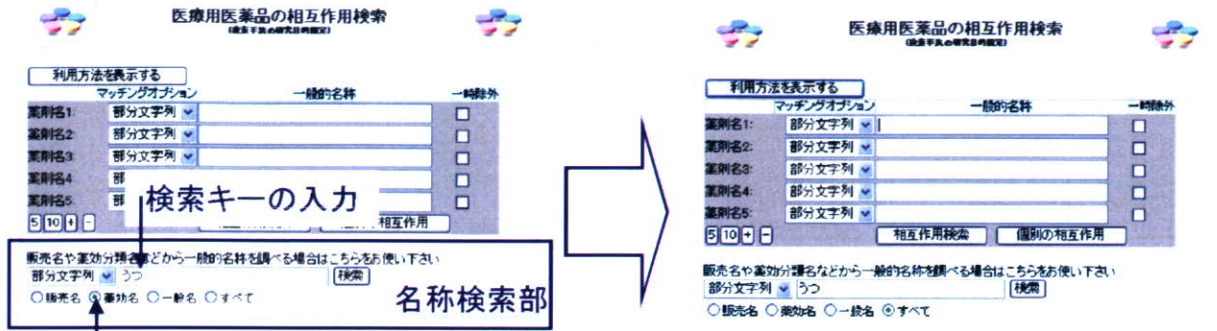 医療用医薬品の相互作用検索
利用方法を表示する
マッチングオプション 一般的名称 一時除外
薬剤名1: 部分文字列
薬剤名2: 部分文字列
薬剤名3: 部分文字列
薬剤名4: 部
薬剤名5: 部
検索キーの入力
5 10 + - 相互作用
販売名や薬効分類名などから一般的名称を調べる場合はこちらをお使い下さい
部分文字列 うつ 検索
販売名 薬効名 一般名 すべて
名称検索部
医療用医薬品の相互作用検索
利用方法を表示する
マッチングオプション 一般的名称 一時除外
薬剤名1: 部分文字列
薬剤名2: 部分文字列
薬剤名3: 部分文字列
薬剤名4: 部分文字列
薬剤名5: 部分文字列
5 10 + - 相互作用検索 個別の相互作用
販売名や薬効分類名などから一般的名称を調べる場合はこちらをお使い下さい
部分文字列 うつ 検索
販売名 薬効名 一般名 すべて